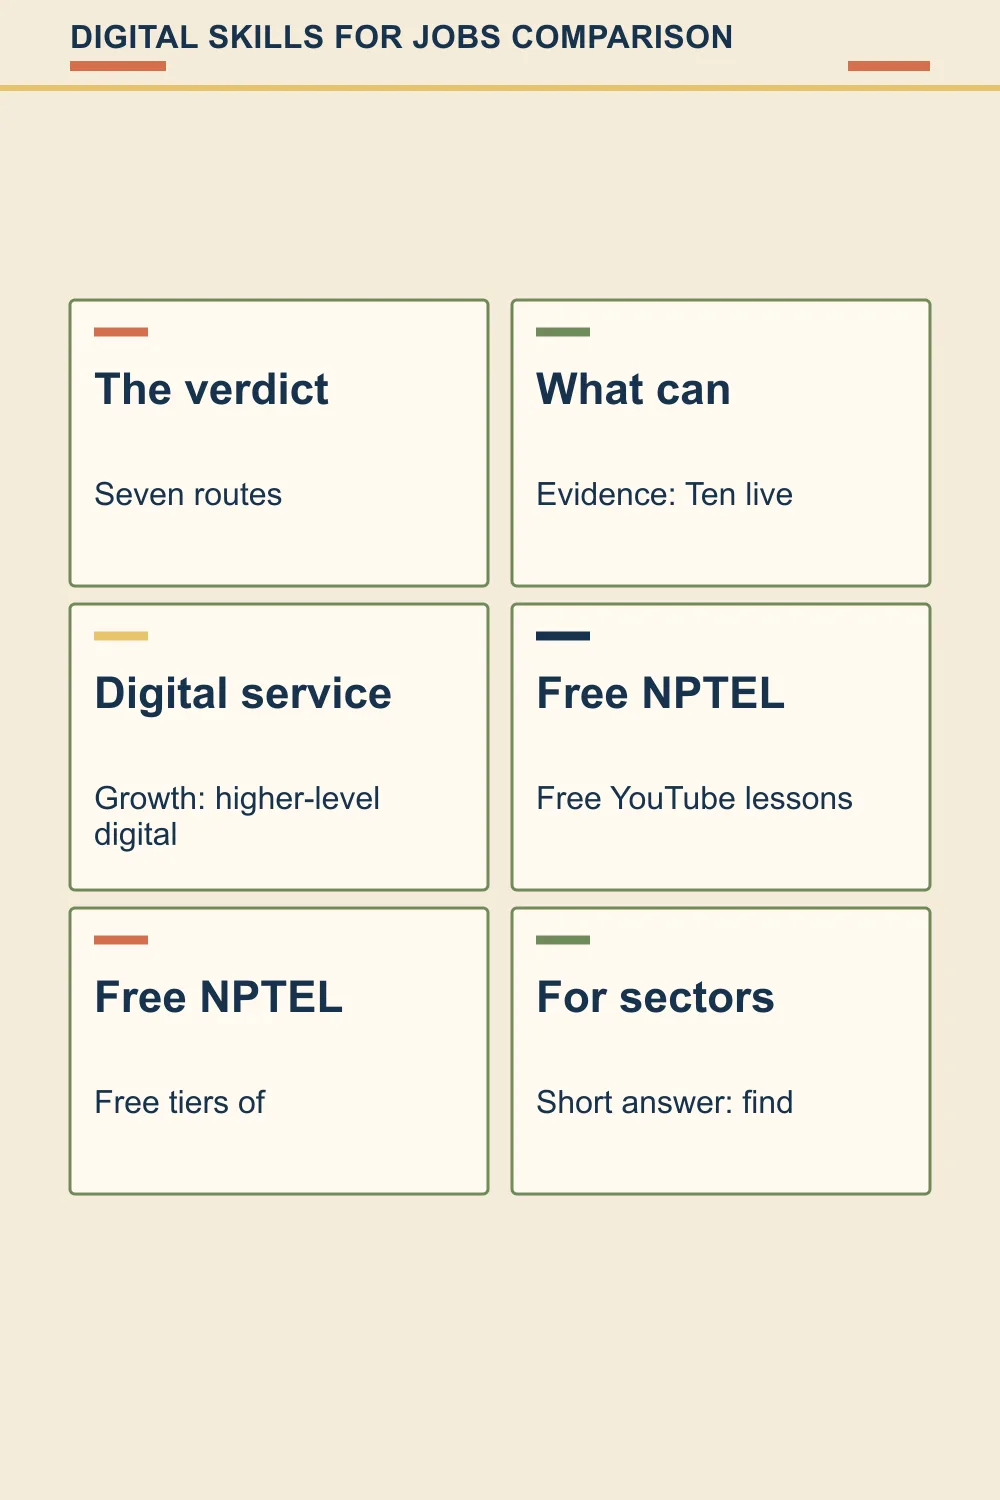 DIGITAL SKILLS FOR JOBS COMPARISON
The verdict
Seven routes
What can
Evidence: Ten live
Digital service
Growth: higher-level
digital
Free NPTEL
Free YouTube lessons
Free NPTEL
Free tiers of
For sectors
Short answer: find